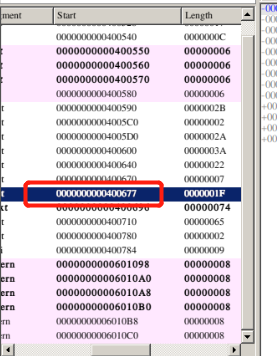 ment Start Length
0000000000400540 0000000C
t 0000000000400550 00000006
t 0000000000400560 00000006
t 0000000000400570 00000006
0000000000400580 00000006
t 0000000000400590 0000002B
t 00000000004005C0 00000002
t 00000000004005D0 0000002A
t 0000000000400600 0000003A
t 0000000000400640 00000022
t 0000000000400670 00000007
t 0000000000400677 0000001F
xt 0000000000400696 00000074
t 0000000000400710 00000065
t 0000000000400780 00000002
i 0000000000400784 00000009
ern 0000000000601098 00000008
ern 00000000006010A0 00000008
ern 00000000006010A8 00000008
ern 00000000006010B0 00000008
ern 00000000006010B8 00000008
ern 00000000006010C0 00000008